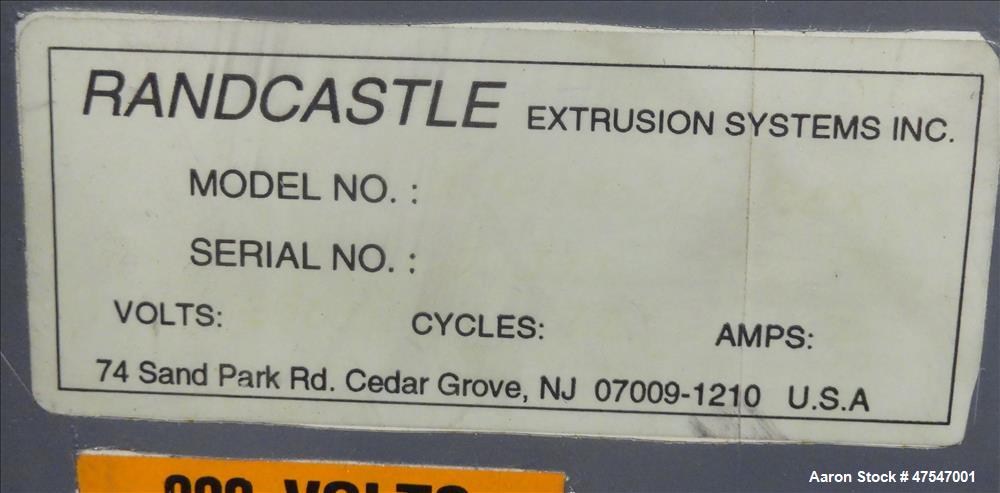 RANDCASTLE EXTRUSION SYSTEMS INC.
MODEL NO. :
SERIAL NO. :
VOLTS: CYCLES: AMPS:
74 Sand Park Rd. Cedar Grove, NJ 07009-1210 U.S.A
VOLTS
Aaron Stock # 47547001